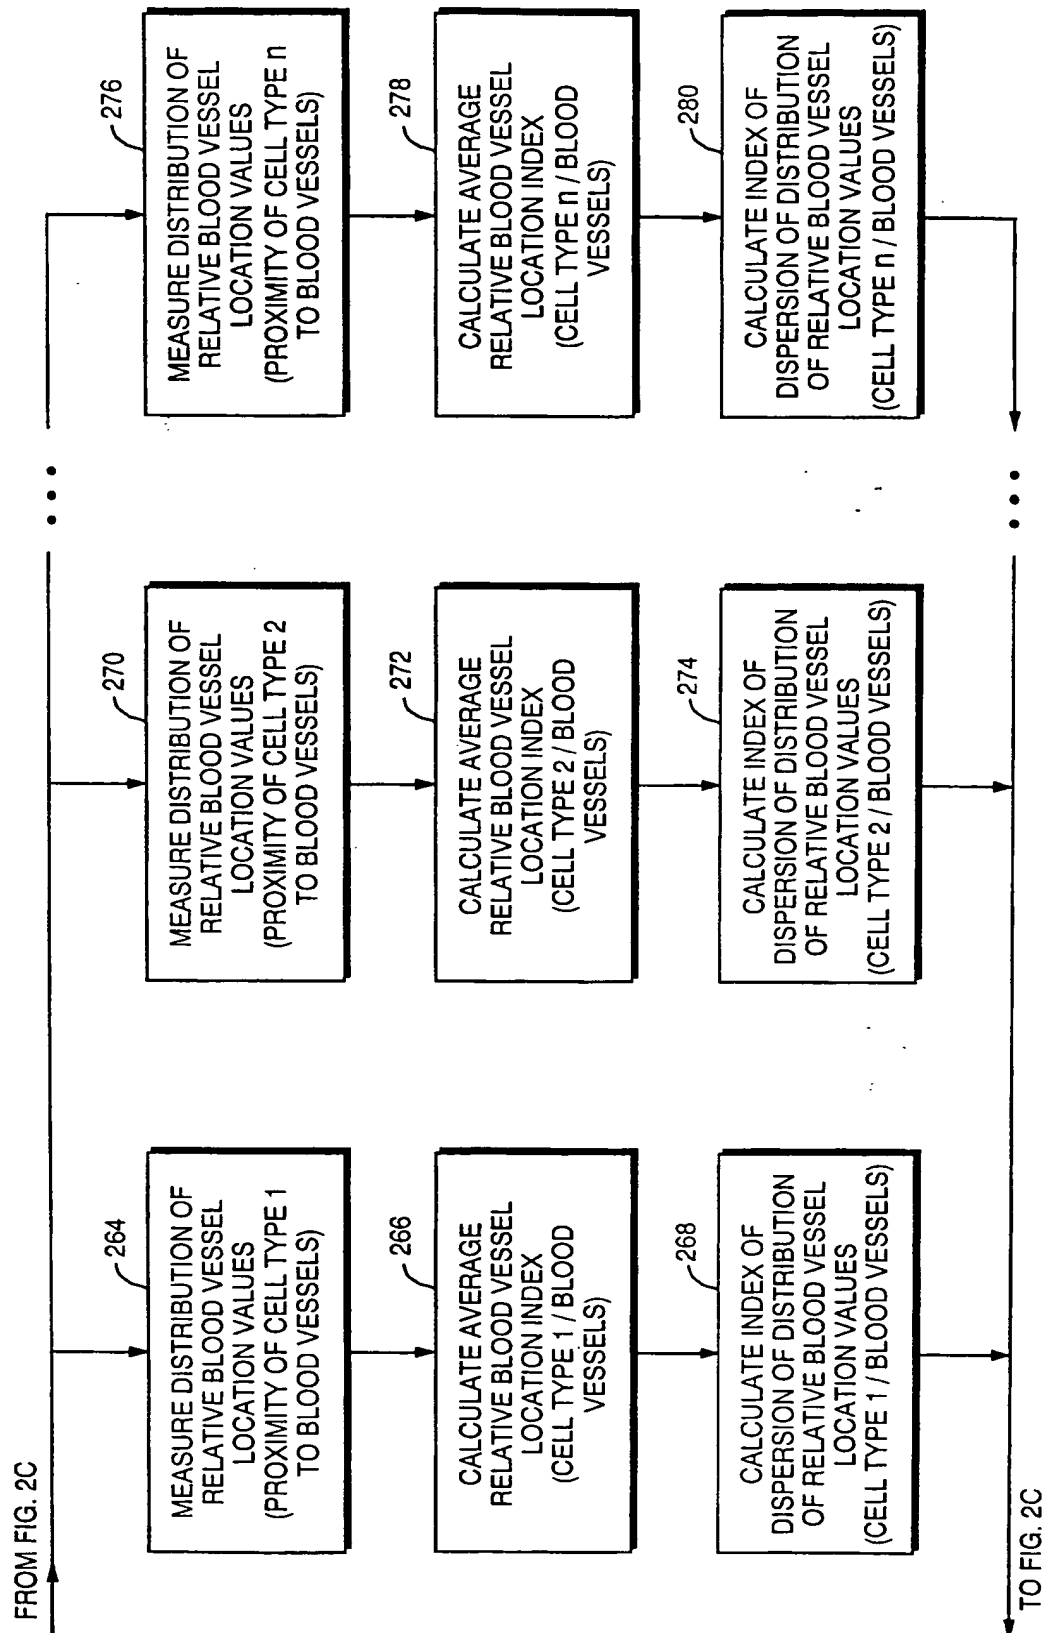 FROM FIG. 2C
264
MEASURE DISTRIBUTION OF
RELATIVE BLOOD VESSEL
LOCATION VALUES
(PROXIMITY OF CELL TYPE 1
TO BLOOD VESSELS)
266
CALCULATE AVERAGE
RELATIVE BLOOD VESSEL
LOCATION INDEX
(CELL TYPE 1 / BLOOD
VESSELS)
268
CALCULATE INDEX OF
DISPERSION OF DISTRIBUTION
OF RELATIVE BLOOD VESSEL
LOCATION VALUES
(CELL TYPE 1 / BLOOD VESSELS)
270
MEASURE DISTRIBUTION OF
RELATIVE BLOOD VESSEL
LOCATION VALUES
(PROXIMITY OF CELL TYPE 2
TO BLOOD VESSELS)
272
CALCULATE AVERAGE
RELATIVE BLOOD VESSEL
LOCATION INDEX
(CELL TYPE 2 / BLOOD
VESSELS)
274
CALCULATE INDEX OF
DISPERSION OF DISTRIBUTION
OF RELATIVE BLOOD VESSEL
LOCATION VALUES
(CELL TYPE 2 / BLOOD VESSELS)
• • •
276
MEASURE DISTRIBUTION OF
RELATIVE BLOOD VESSEL
LOCATION VALUES
(PROXIMITY OF CELL TYPE n
TO BLOOD VESSELS)
278
CALCULATE AVERAGE
RELATIVE BLOOD VESSEL
LOCATION INDEX
(CELL TYPE n / BLOOD
VESSELS)
280
CALCULATE INDEX OF
DISPERSION OF DISTRIBUTION
OF RELATIVE BLOOD VESSEL
LOCATION VALUES
(CELL TYPE n / BLOOD VESSELS)
• • •
TO FIG. 2C